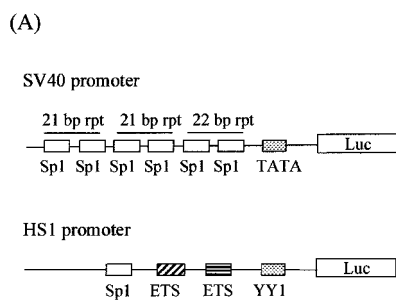 (A)
SV40 promoter
21 bp rpt 21 bp rpt 22 bp rpt
Luc
Sp1 Sp1 Sp1 Sp1 Sp1 Sp1 TATA
HS1 promoter
Luc
Sp1 ETS ETS YY1